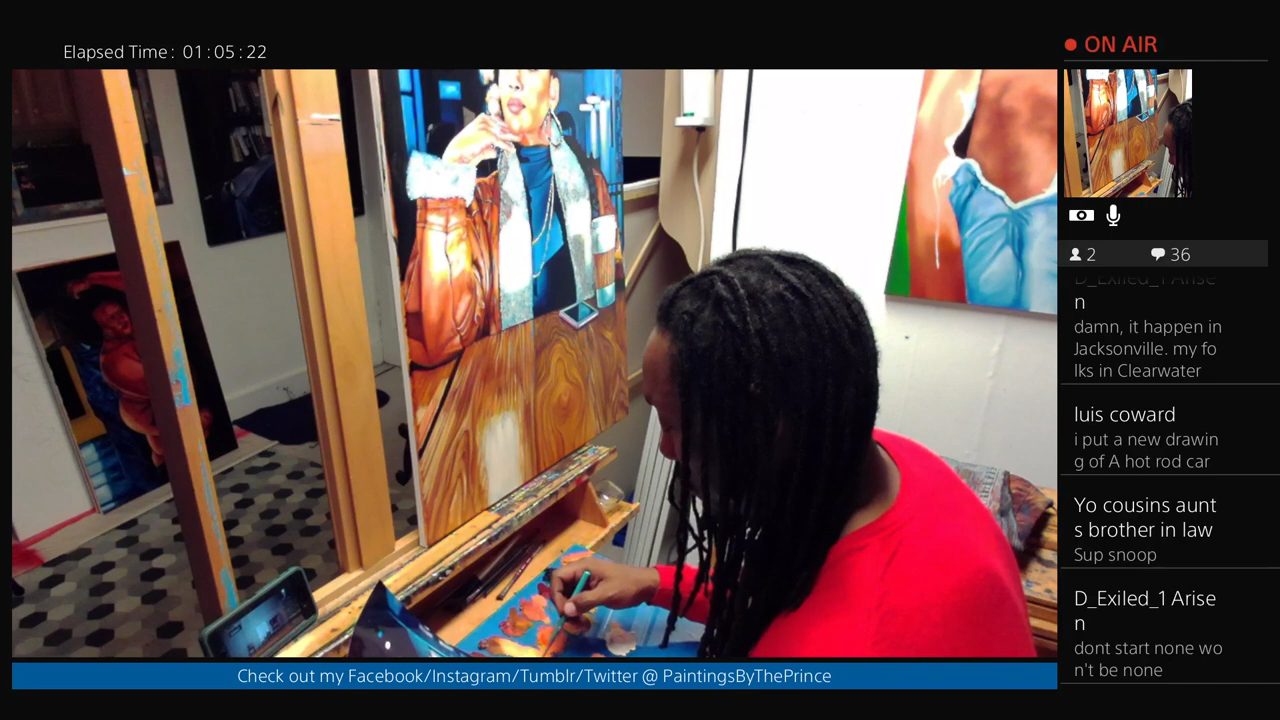 Elapsed Time: 01:05:22
ON AIR
2
36
D_Exiled_1 Arise
n
damn, it happen in
Jacksonville. my fo
lks in Clearwater
luis coward
i put a new drawin
g of A hot rod car
Yo cousins aunt
s brother in law
Sup snoop
D_Exiled_1 Arise
n
dont start none wo
n't be none
Check out my Facebook/Instagram/Tumblr/Twitter @ PaintingsByThePrince